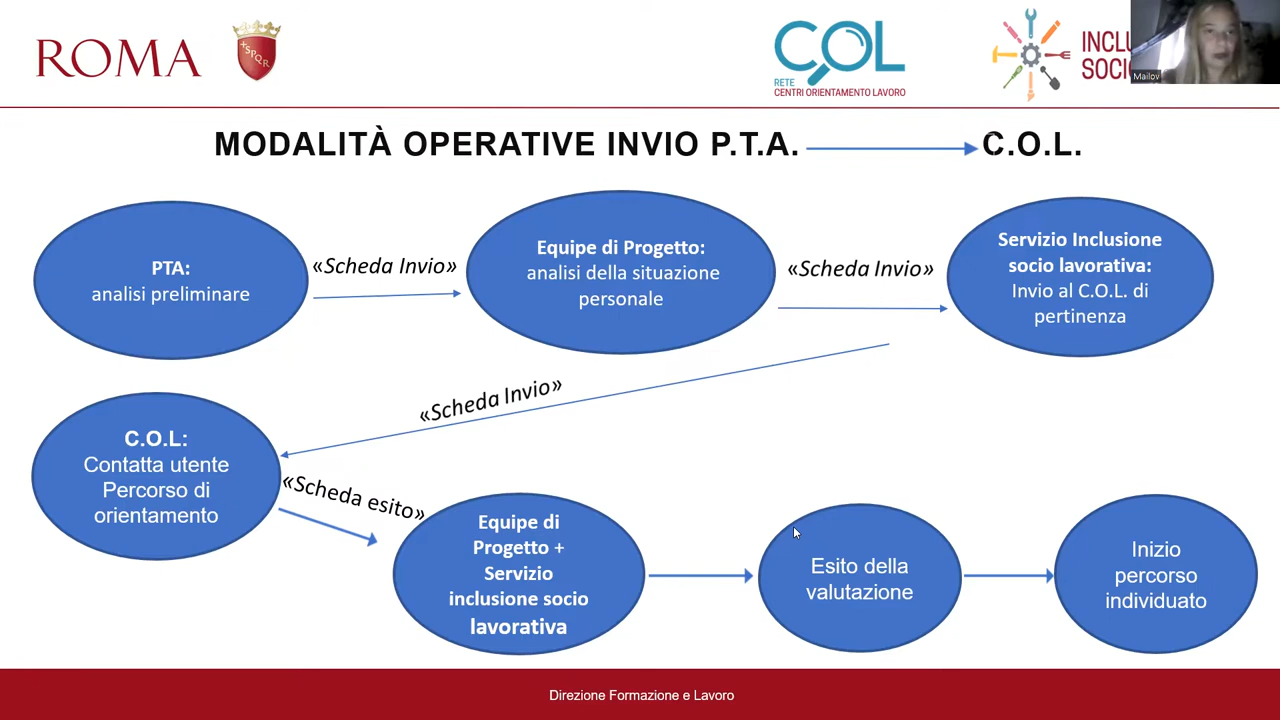 ROMA
SPQR
COL
RETE
CENTRI ORIENTAMENTO LAVORO
INCLU
SOCIO
Mailov
MODALITÀ OPERATIVE INVIO P.T.A. C.O.L.
PTA:
analisi preliminare
«Scheda Invio»
Equipe di Progetto:
analisi della situazione
personale
«Scheda Invio»
Servizio Inclusione
socio lavorativa:
Invio al C.O.L. di
pertinenza
«Scheda Invio»
C.O.L:
Contatta utente
Percorso di
orientamento
«Scheda esito»
Equipe di
Progetto +
Servizio
inclusione socio
lavorativa
Esito della
valutazione
Inizio
percorso
individuato
Direzione Formazione e Lavoro